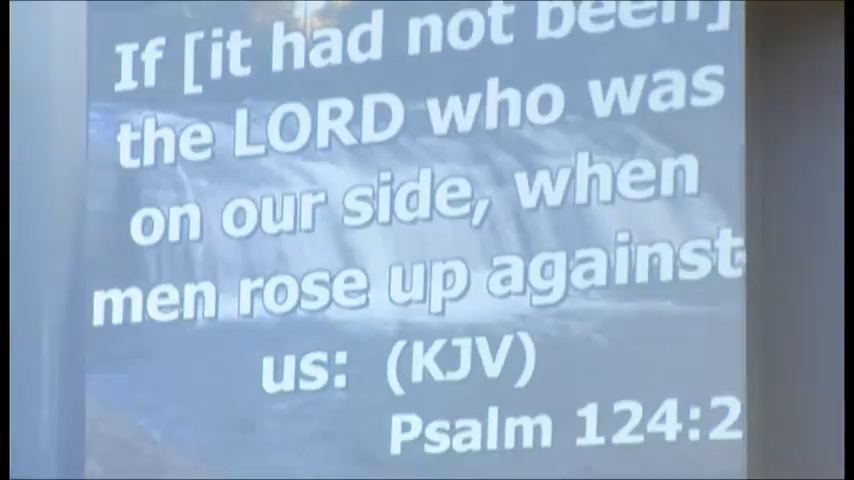 If [it had not been]
the LORD who was
on our side, when
men rose up against
us: (KJV)
Psalm 124:2